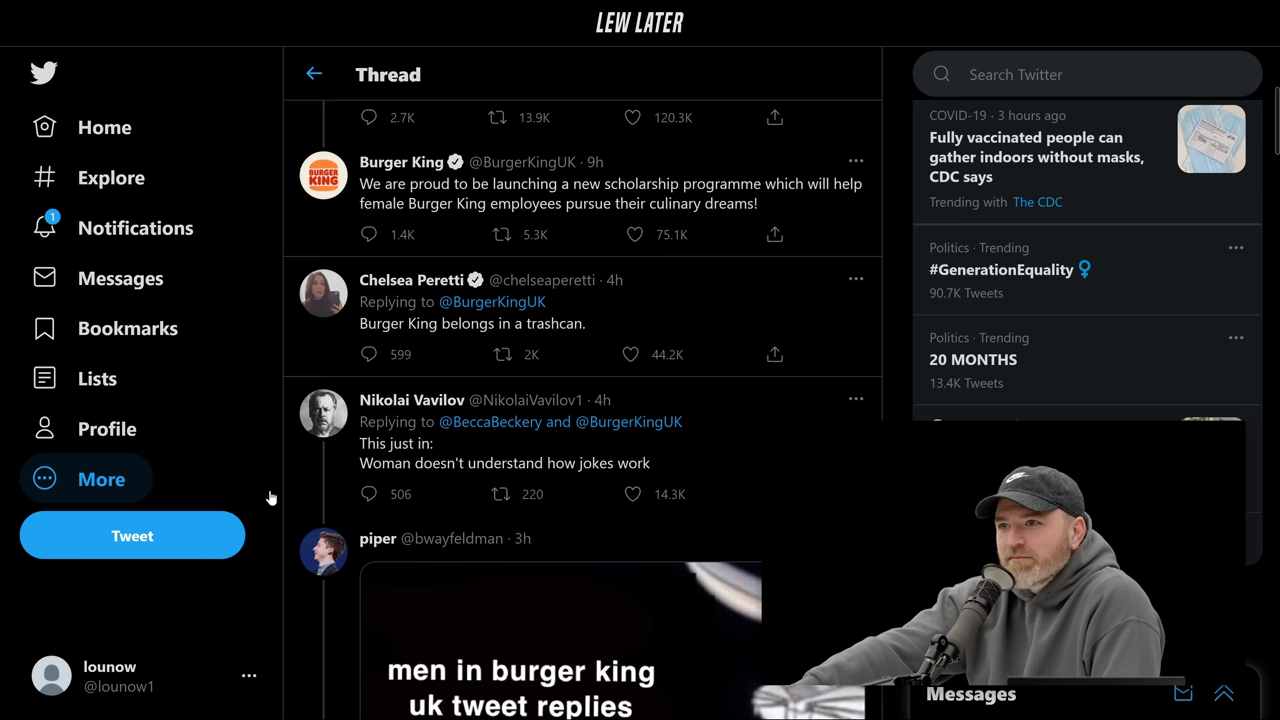 LEW LATER
Home
Explore
1
Notifications
Messages
Bookmarks
Lists
Profile
More
Tweet
lounow
@lounow1
Thread
2.7K 13.9K 120.3K
BURGER KING
Burger King @BurgerKingUK · 9h
We are proud to be launching a new scholarship programme which will help
female Burger King employees pursue their culinary dreams!
1.4K 5.3K 75.1K
Chelsea Peretti @chelseaperetti · 4h
Replying to @BurgerKingUK
Burger King belongs in a trashcan.
599 2K 44.2K
Nikolai Vavilov @NikolaiVavilov1 · 4h
Replying to @BeccaBeckery and @BurgerKingUK
This just in:
Woman doesn't understand how jokes work
506 220 14.3K
piper @bwayfeldman · 3h
men in burger king
uk tweet replies
Search Twitter
COVID-19 · 3 hours ago
Fully vaccinated people can
gather indoors without masks,
CDC says
Trending with The CDC
Politics · Trending
#GenerationEquality
90.7K Tweets
Politics · Trending
20 MONTHS
13.4K Tweets
Messages